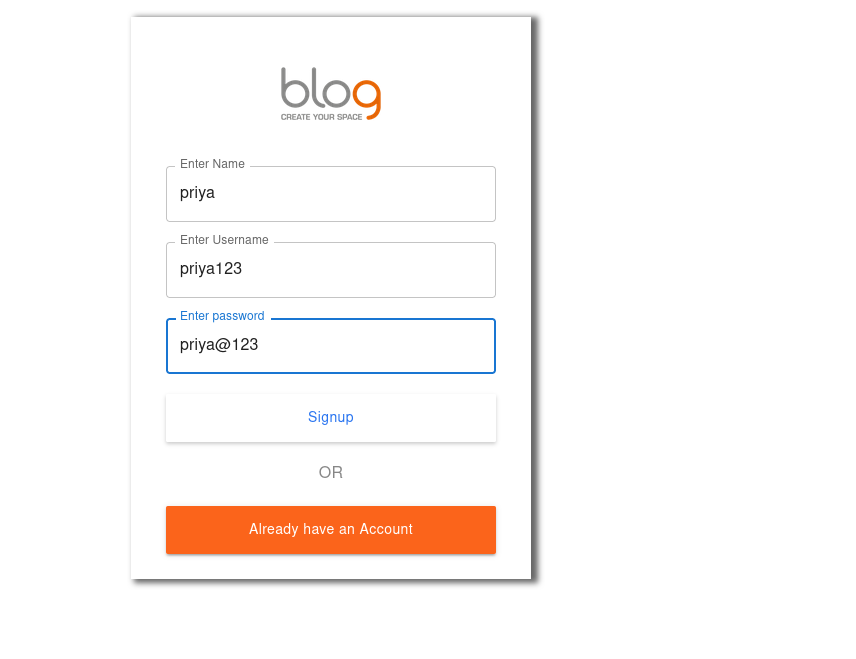 blog
CREATE YOUR SPACE
Enter Name
priya
Enter Username
priya123
Enter password
priya@123
Signup
OR
Already have an Account